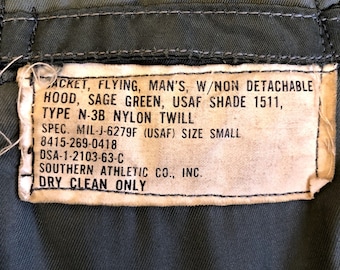 JACKET, FLYING, MAN'S, W/NON DETACHABLE
HOOD, SAGE GREEN, USAF SHADE 1511,
TYPE N-3B NYLON TWILL
SPEC. MIL-J-6279F (USAF) SIZE SMALL
8415-269-0418
DSA-1-2103-63-C
SOUTHERN ATHLETIC CO., INC.
DRY CLEAN ONLY